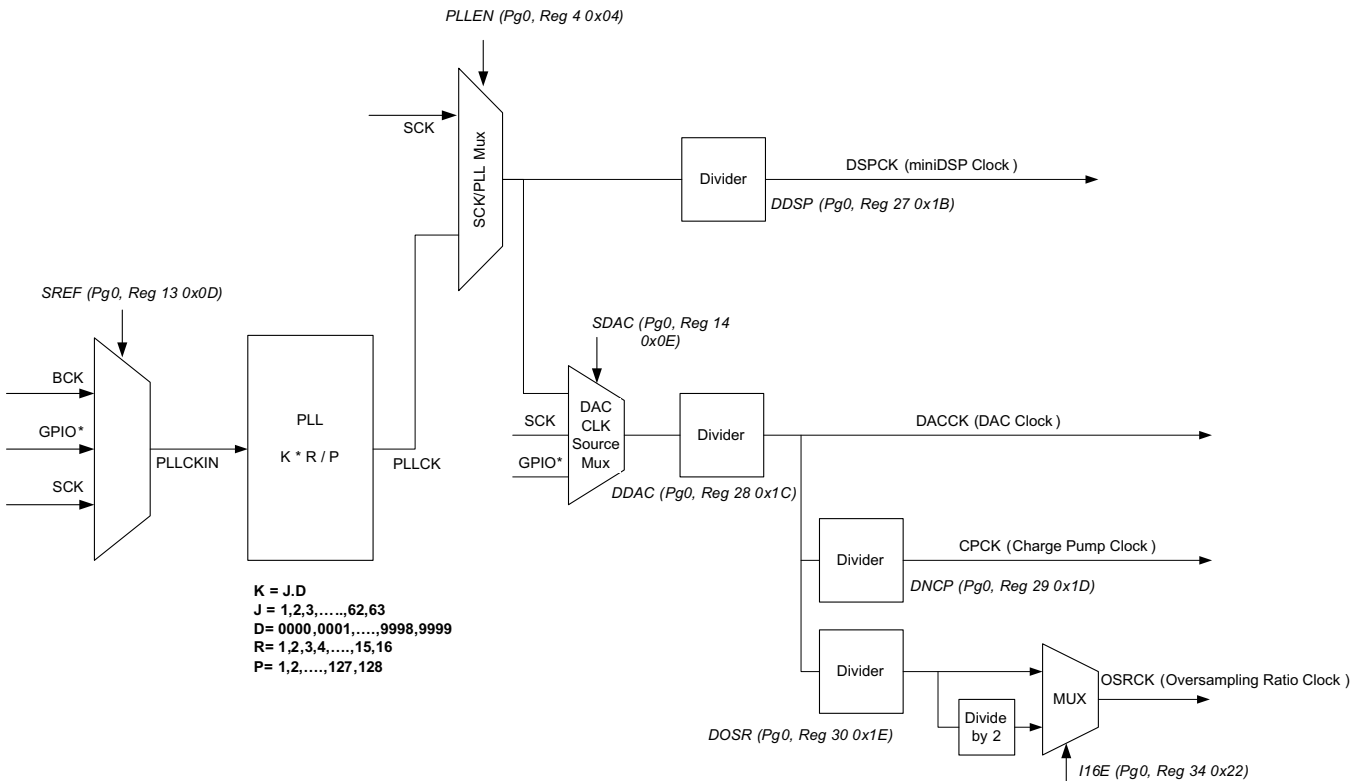 PLLEN (Pg0, Reg 4 0x04)
SCK
SCK/PLL Mux
Divider
DSPCK (miniDSP Clock )
DDSP (Pg0, Reg 27 0x1B)
SREF (Pg0, Reg 13 0x0D)
BCK
GPIO*
SCK
PLLCKIN
PLL
K * R / P
PLLCK
K = J.D
J = 1,2,3,…..,62,63
D= 0000,0001,….,9998,9999
R= 1,2,3,4,….,15,16
P= 1,2,….,127,128
SDAC (Pg0, Reg 14
0x0E)
SCK
GPIO*
DAC
CLK
Source
Mux
Divider
DDAC (Pg0, Reg 28 0x1C)
DACCK (DAC Clock )
Divider
CPCK (Charge Pump Clock )
DNCP (Pg0, Reg 29 0x1D)
Divider
DOSR (Pg0, Reg 30 0x1E)
Divide
by 2
MUX
OSRCK (Oversampling Ratio Clock )
I16E (Pg0, Reg 34 0x22)